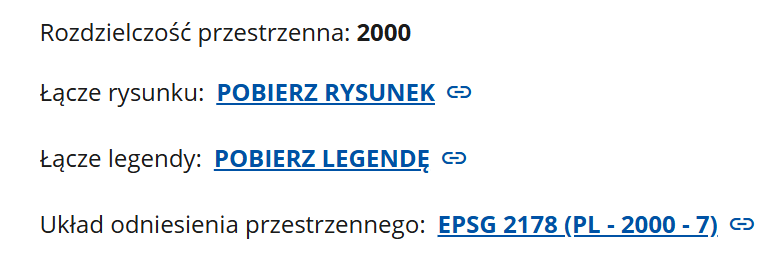 Rozdzielczość przestrzenna: 2000
Łącze rysunku: POBIERZ RYSUNEK
Łącze legendy: POBIERZ LEGENDĘ
Układ odniesienia przestrzennego: EPSG 2178 (PL - 2000 - 7)